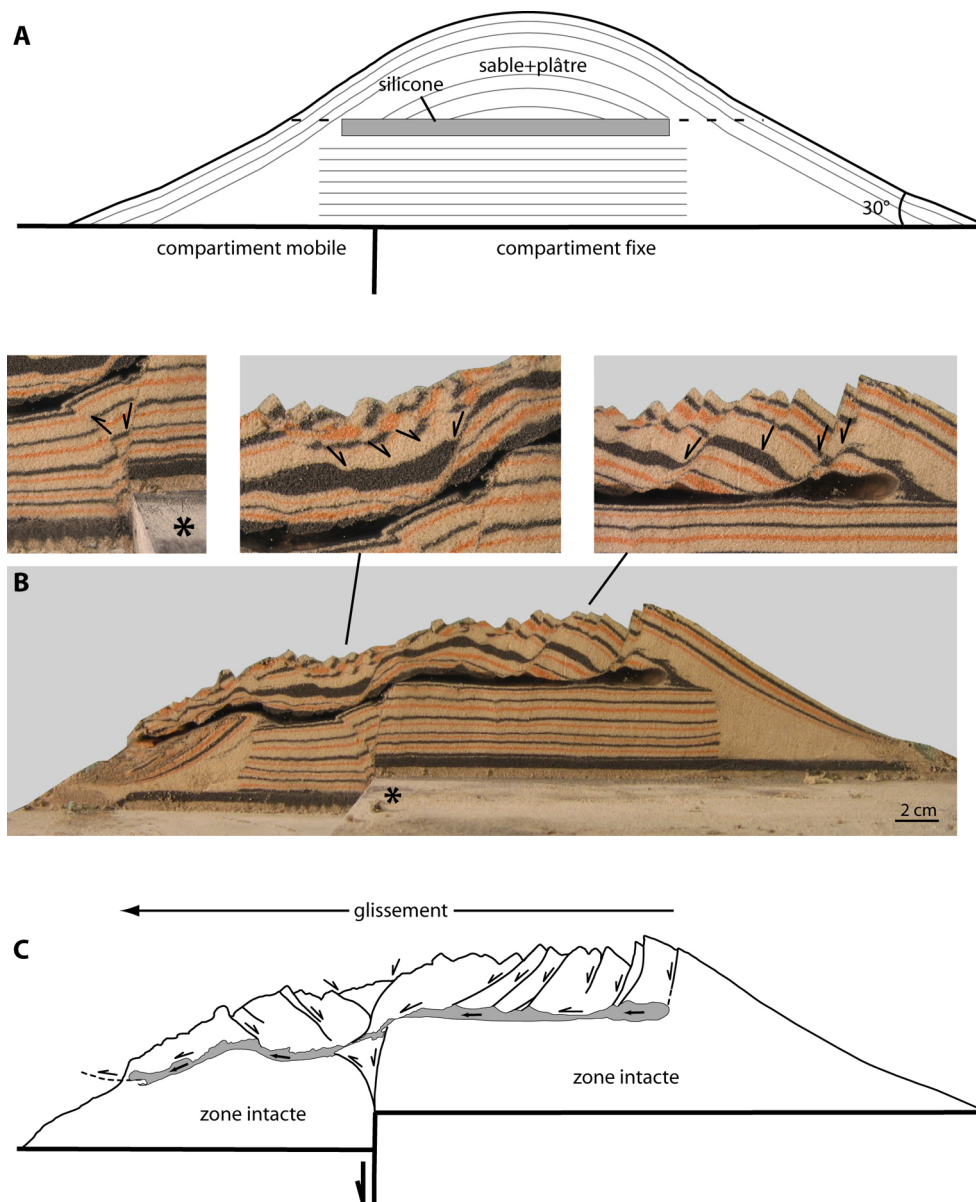 A
sable+plâtre
silicone
30°
compartiment mobile
compartiment fixe
*
B
*
2 cm
glissement
C
zone intacte
zone intacte